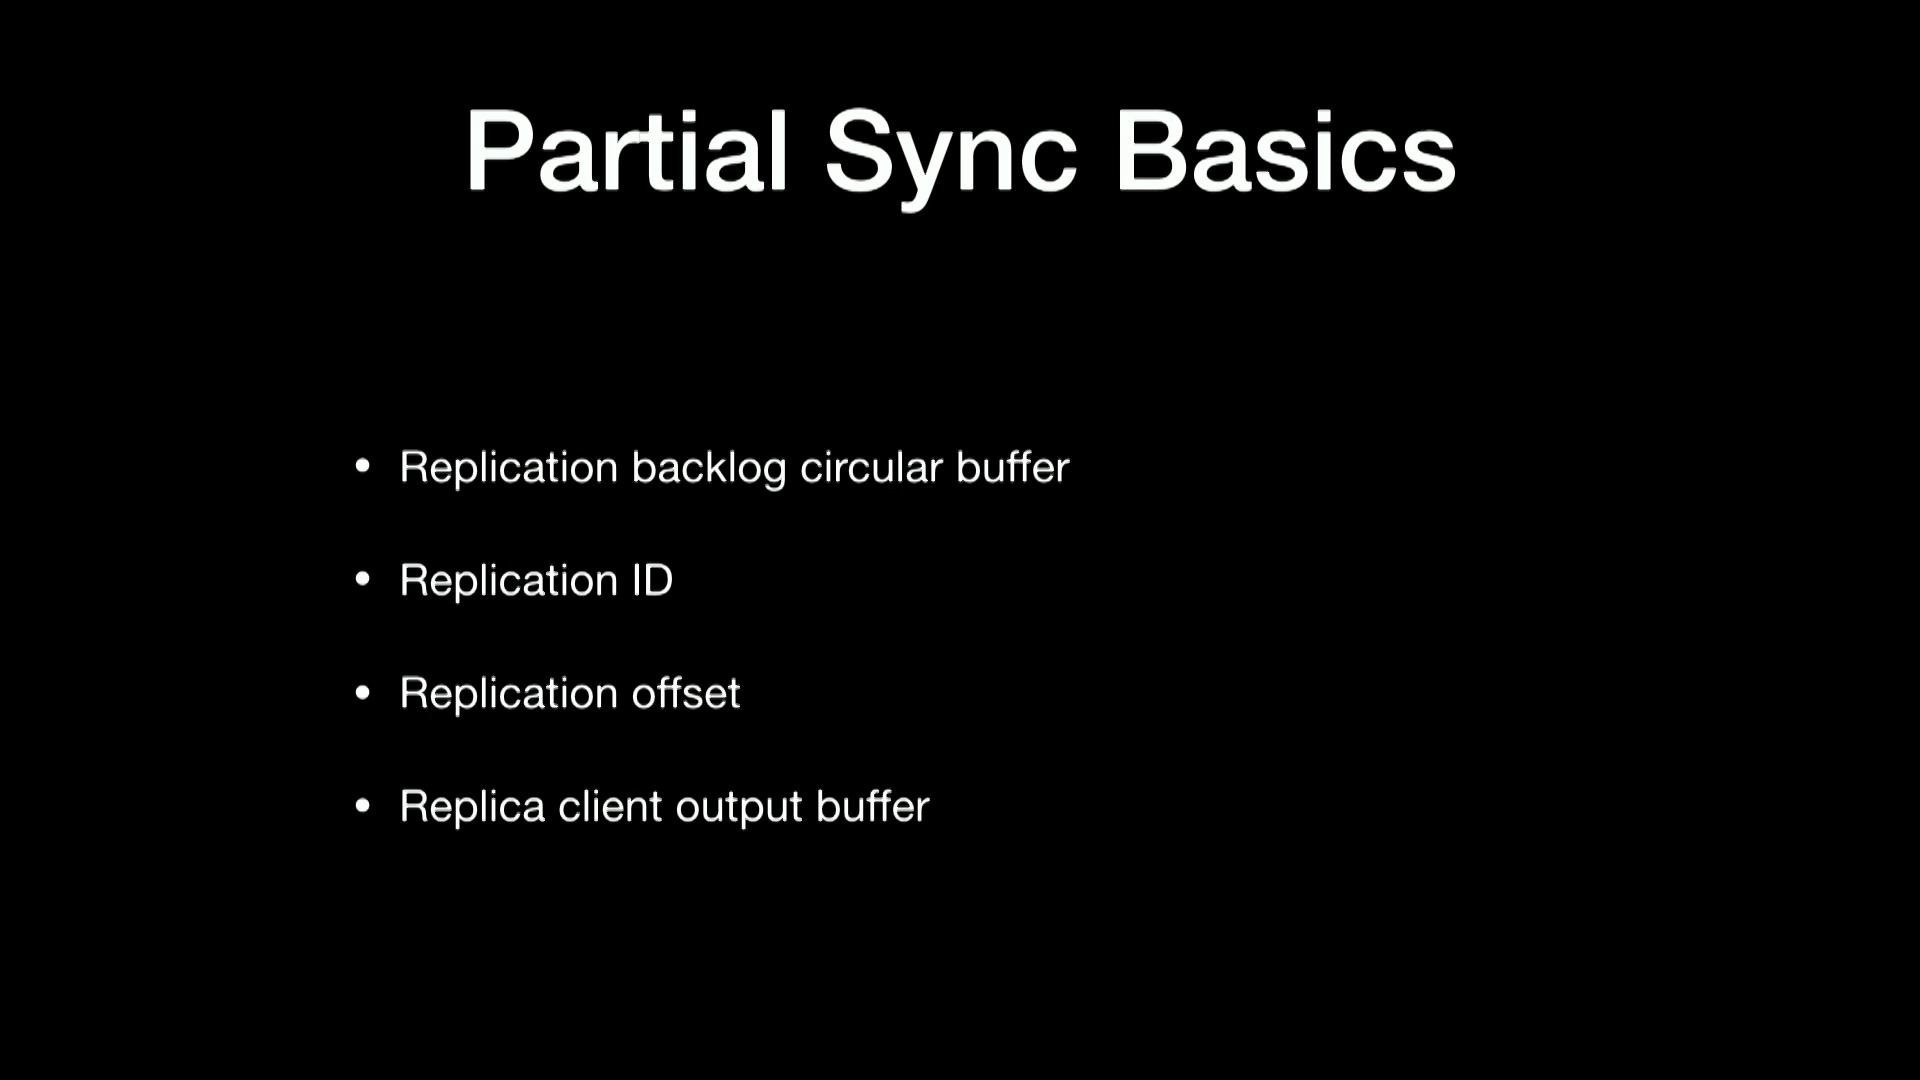 Partial Sync Basics
• Replication backlog circular buffer
• Replication ID
• Replication offset
• Replica client output buffer